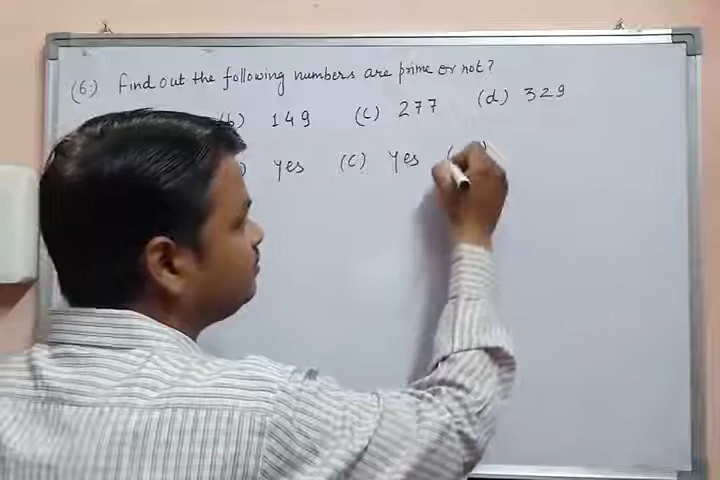 (6.) Find out the following numbers are prime or not?
b) 149 (c) 277 (d) 329
) yes (c) yes (